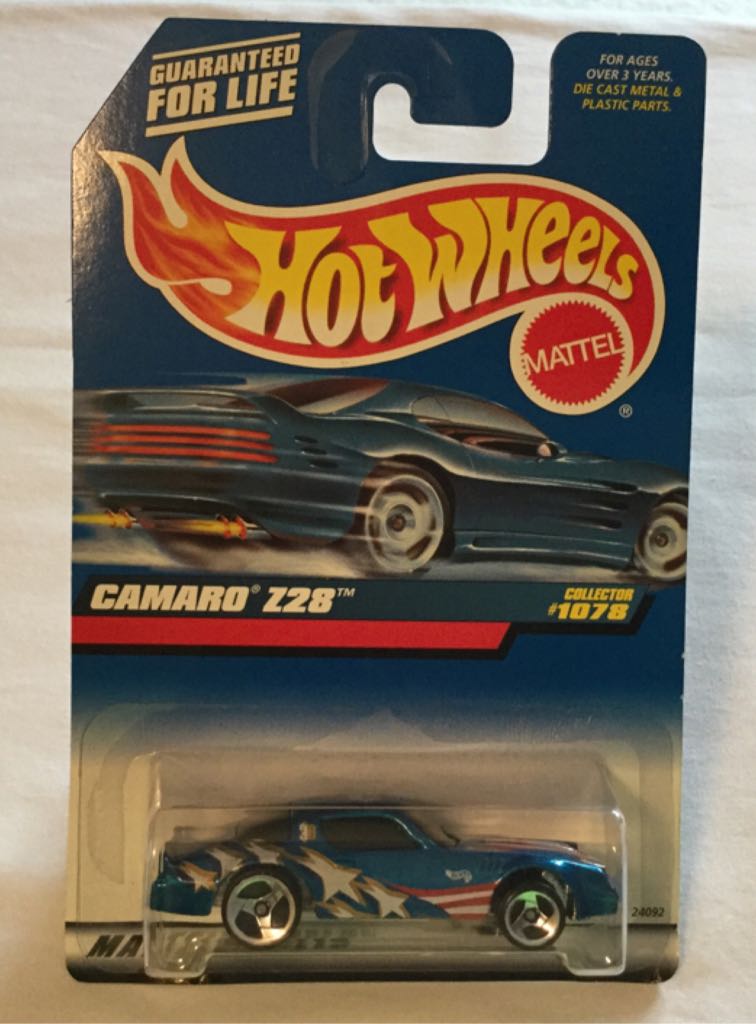 GUARANTEED
FOR LIFE
FOR AGES
OVER 3 YEARS.
DIE CAST METAL &
PLASTIC PARTS.
HOT WHEELS
MATTEL
®
CAMARO® Z28™
COLLECTOR
#1078
24092